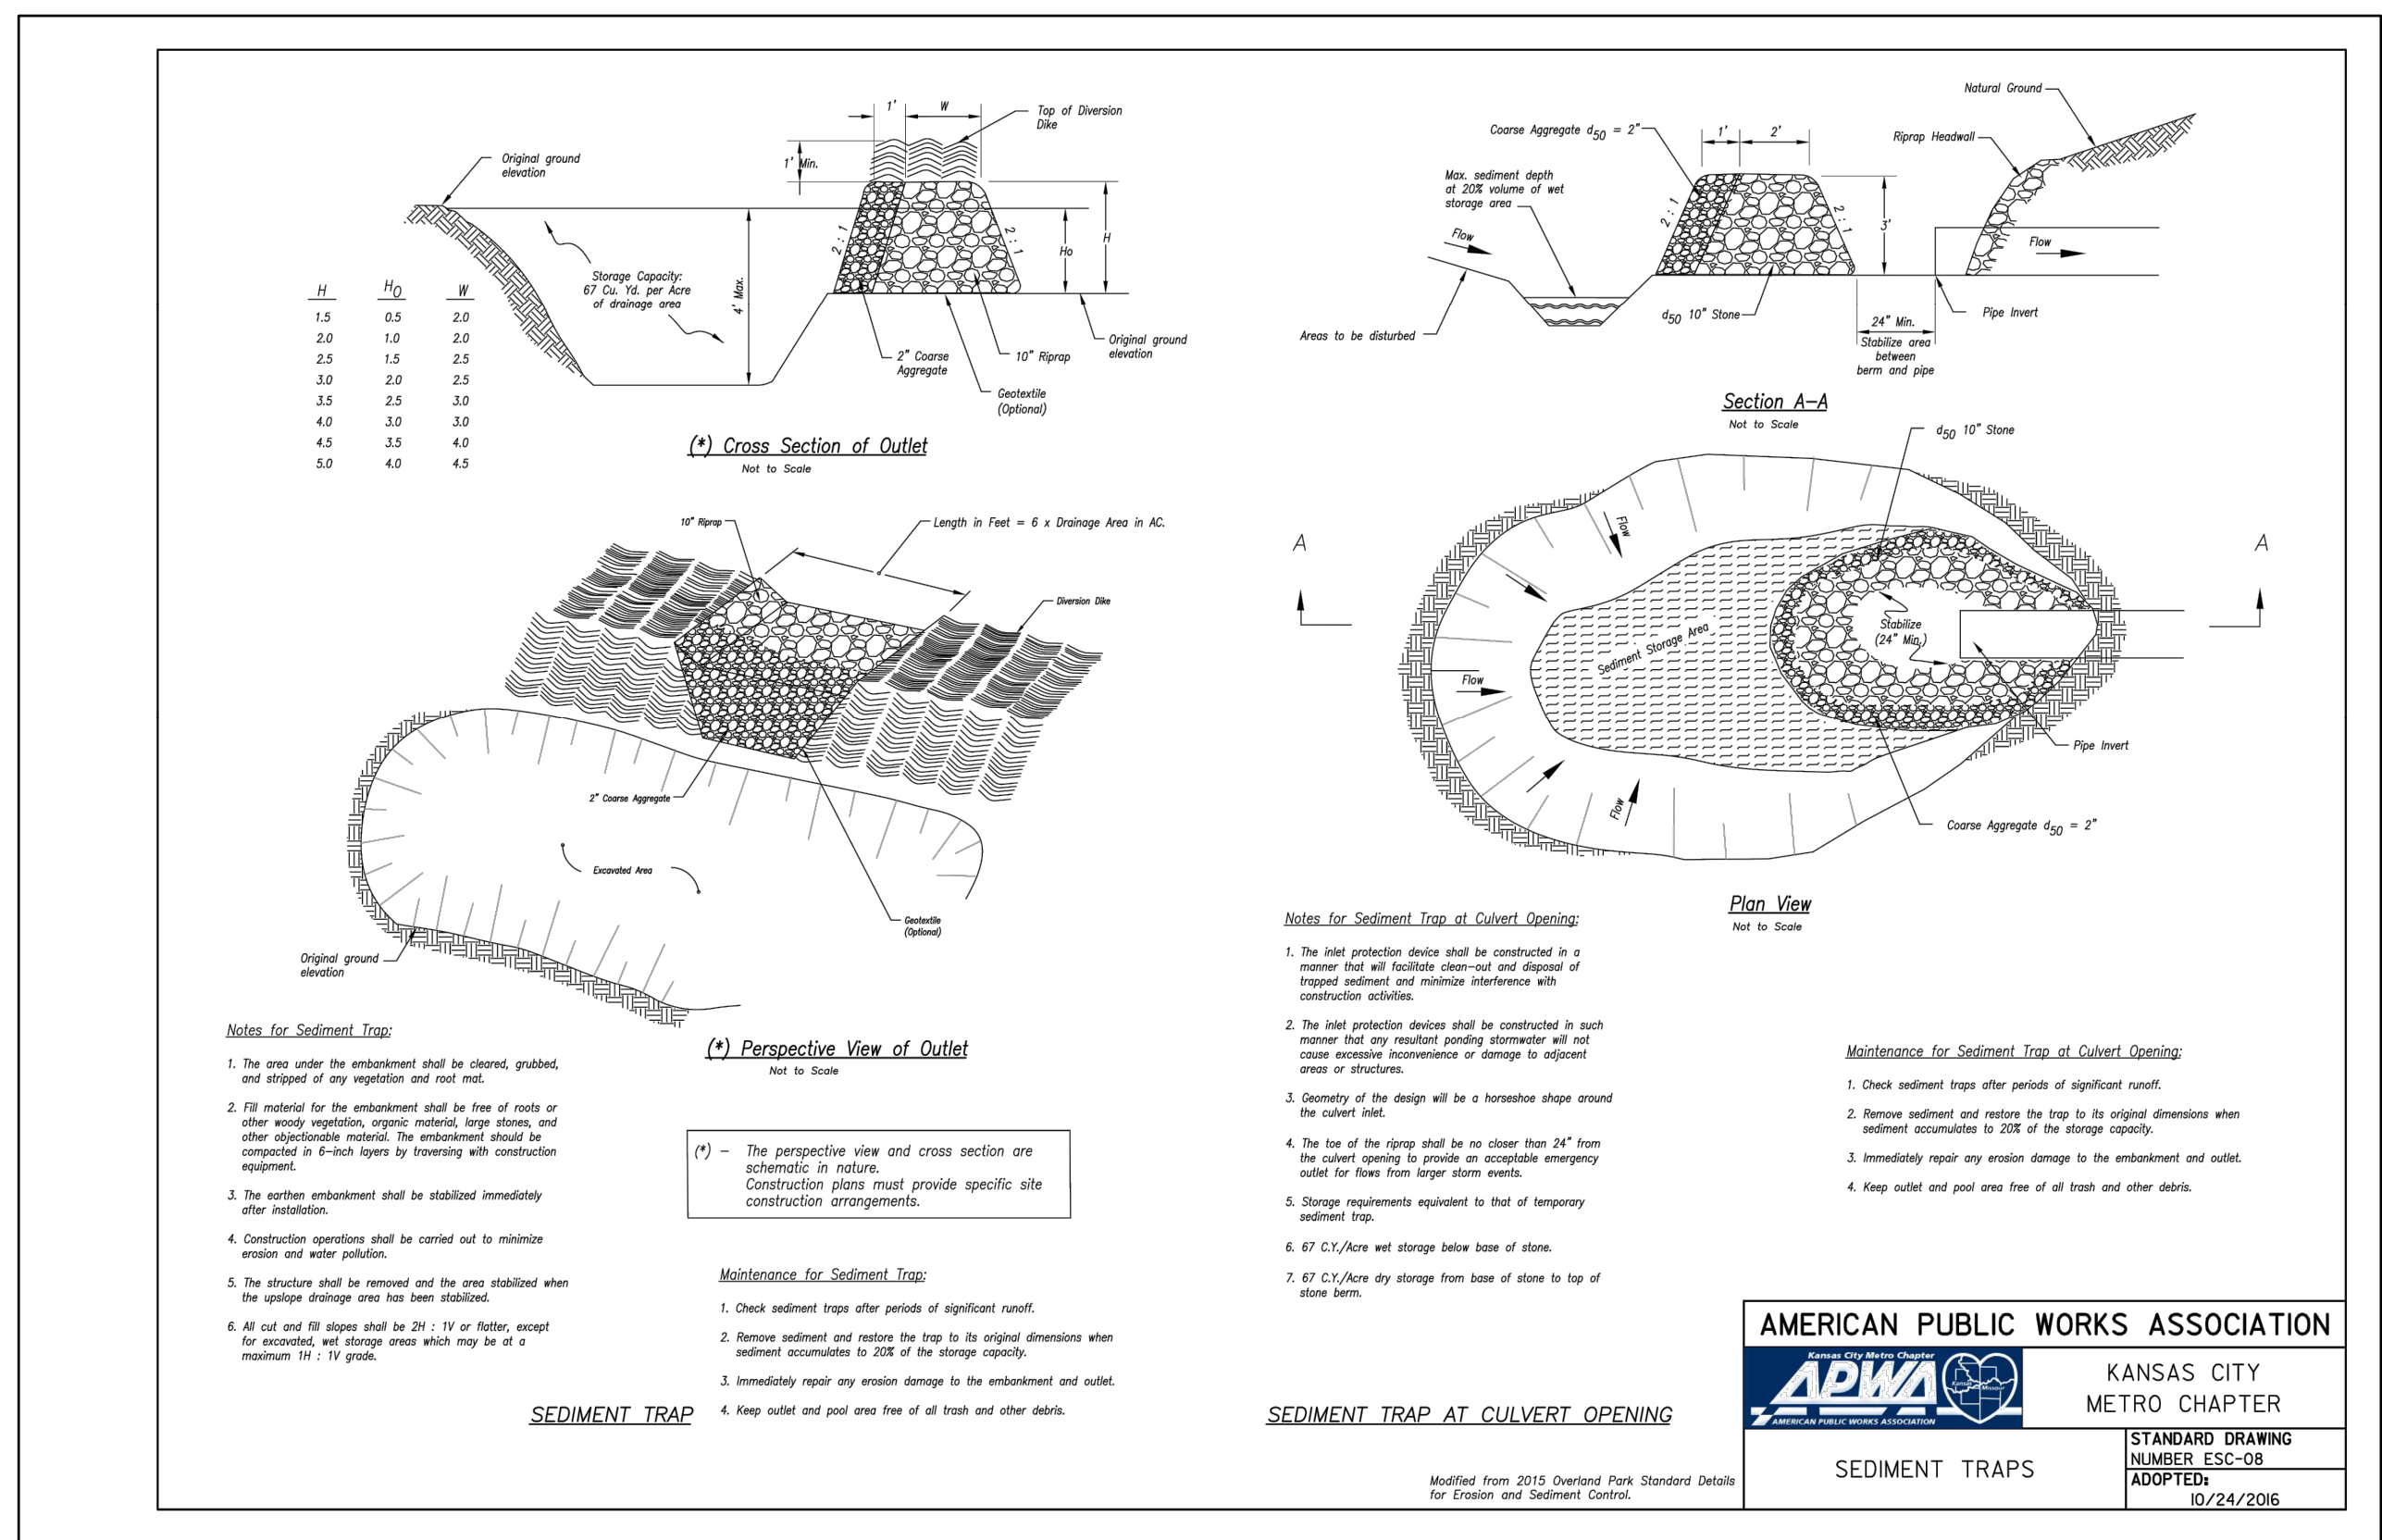 1'
W
Top of Diversion
Dike
1' Min.
Original ground
elevation
2 : 1
2 : 1
Ho
H
4' Max.
Storage Capacity:
67 Cu. Yd. per Acre
of drainage area
H HO W
1.5 0.5 2.0
2.0 1.0 2.0
2.5 1.5 2.5
3.0 2.0 2.5
3.5 2.5 3.0
4.0 3.0 3.0
4.5 3.5 4.0
5.0 4.0 4.5
2" Coarse
Aggregate
10" Riprap
Original ground
elevation
Geotextile
(Optional)
(*) Cross Section of Outlet
Not to Scale
10" Riprap
Length in Feet = 6 x Drainage Area in AC.
Diversion Dike
2" Coarse Aggregate
Excavated Area
Geotextile
(Optional)
Original ground
elevation
(*) Perspective View of Outlet
Not to Scale
Notes for Sediment Trap:
1. The area under the embankment shall be cleared, grubbed,
and stripped of any vegetation and root mat.
2. Fill material for the embankment shall be free of roots or
other woody vegetation, organic material, large stones, and
other objectionable material. The embankment should be
compacted in 6-inch layers by traversing with construction
equipment.
3. The earthen embankment shall be stabilized immediately
after installation.
4. Construction operations shall be carried out to minimize
erosion and water pollution.
5. The structure shall be removed and the area stabilized when
the upslope drainage area has been stabilized.
6. All cut and fill slopes shall be 2H : 1V or flatter, except
for excavated, wet storage areas which may be at a
maximum 1H : 1V grade.
(*) - The perspective view and cross section are
schematic in nature.
Construction plans must provide specific site
construction arrangements.
Maintenance for Sediment Trap:
1. Check sediment traps after periods of significant runoff.
2. Remove sediment and restore the trap to its original dimensions when
sediment accumulates to 20% of the storage capacity.
3. Immediately repair any erosion damage to the embankment and outlet.
4. Keep outlet and pool area free of all trash and other debris.
SEDIMENT TRAP
Natural Ground
Coarse Aggregate d50 = 2"
1'
2'
Riprap Headwall
Max. sediment depth
at 20% volume of wet
storage area
2 : 1
2 : 1
3'
Flow
Flow
Areas to be disturbed
d50 10" Stone
24" Min.
Pipe Invert
Stabilize area
between
berm and pipe
Section A-A
Not to Scale
d50 10" Stone
A
A
Flow
Sediment Storage Area
Stabilize
(24" Min.)
Flow
Pipe Invert
Flow
Coarse Aggregate d50 = 2"
Plan View
Not to Scale
Notes for Sediment Trap at Culvert Opening:
1. The inlet protection device shall be constructed in a
manner that will facilitate clean-out and disposal of
trapped sediment and minimize interference with
construction activities.
2. The inlet protection devices shall be constructed in such
manner that any resultant ponding stormwater will not
cause excessive inconvenience or damage to adjacent
areas or structures.
3. Geometry of the design will be a horseshoe shape around
the culvert inlet.
4. The toe of the riprap shall be no closer than 24" from
the culvert opening to provide an acceptable emergency
outlet for flows from larger storm events.
5. Storage requirements equivalent to that of temporary
sediment trap.
6. 67 C.Y./Acre wet storage below base of stone.
7. 67 C.Y./Acre dry storage from base of stone to top of
stone berm.
Maintenance for Sediment Trap at Culvert Opening:
1. Check sediment traps after periods of significant runoff.
2. Remove sediment and restore the trap to its original dimensions when
sediment accumulates to 20% of the storage capacity.
3. Immediately repair any erosion damage to the embankment and outlet.
4. Keep outlet and pool area free of all trash and other debris.
SEDIMENT TRAP AT CULVERT OPENING
Modified from 2015 Overland Park Standard Details
for Erosion and Sediment Control.
AMERICAN PUBLIC WORKS ASSOCIATION
Kansas City Metro Chapter
APWA
Kansas Missouri
AMERICAN PUBLIC WORKS ASSOCIATION
KANSAS CITY
METRO CHAPTER
SEDIMENT TRAPS
STANDARD DRAWING
NUMBER ESC-08
ADOPTED:
10/24/2016